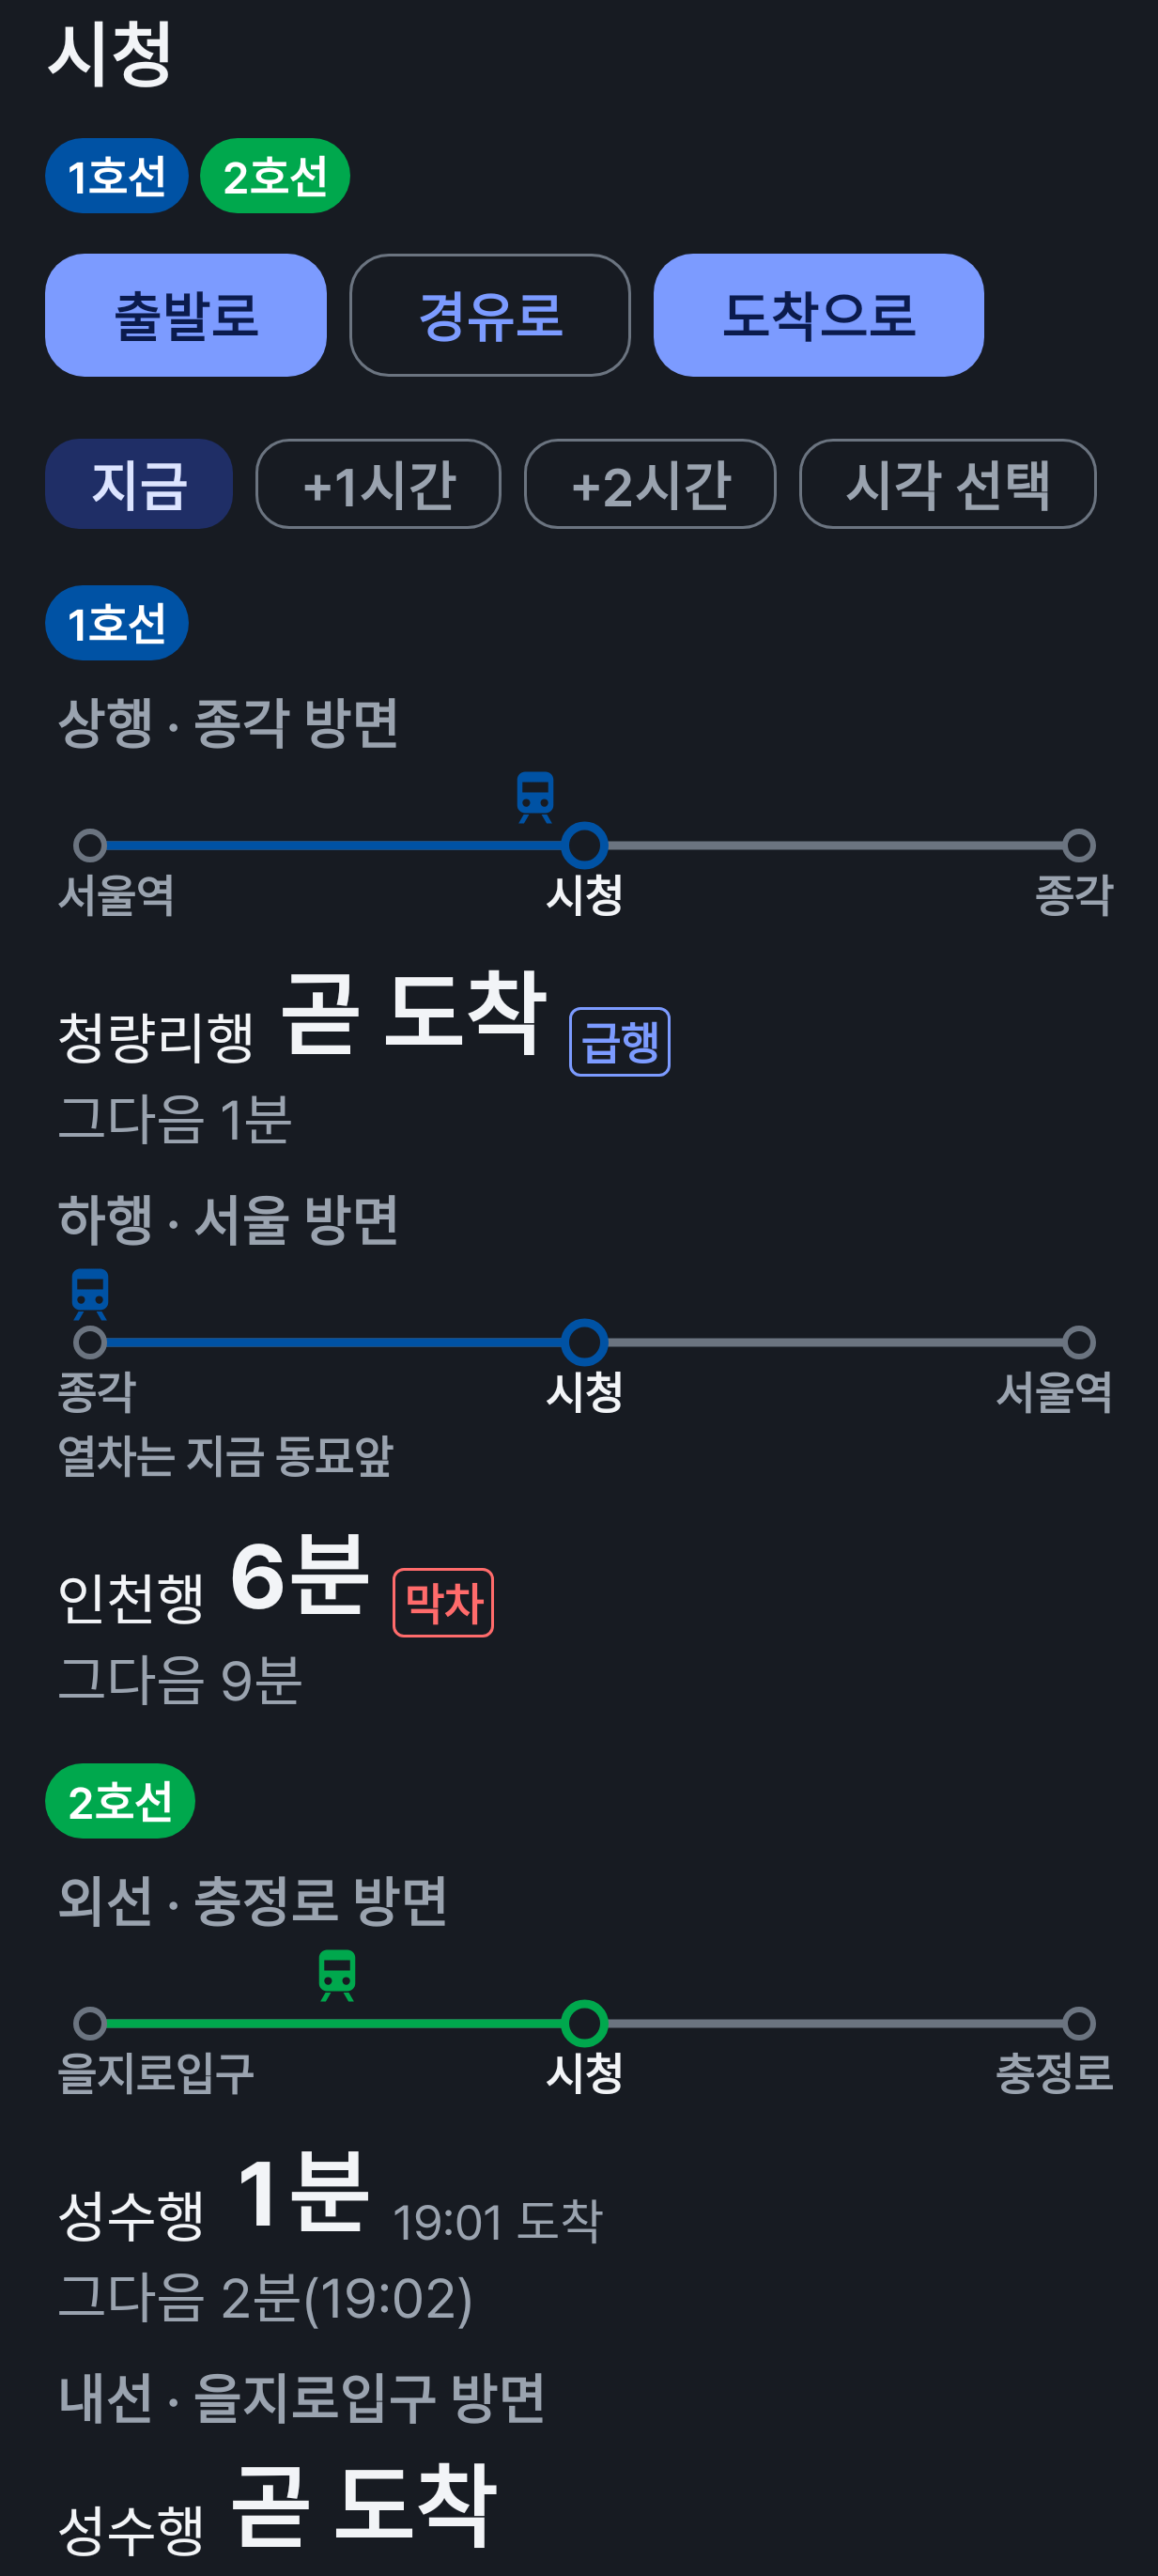 시청
1호선 2호선
출발로 경유로 도착으로
지금 +1시간 +2시간 시각 선택
1호선
상행 · 종각 방면
서울역 시청 종각
청량리행 곧 도착 급행
그다음 1분
하행 · 서울 방면
종각 시청 서울역
열차는 지금 동묘앞
인천행 6분 막차
그다음 9분
2호선
외선 · 충정로 방면
을지로입구 시청 충정로
성수행 1분 19:01 도착
그다음 2분(19:02)
내선 · 을지로입구 방면
성수행 곧 도착